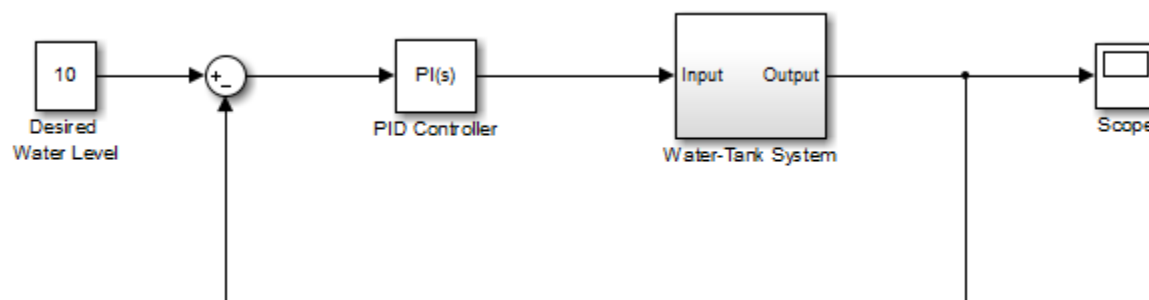 10
Desired
Water Level
+
−
PI(s)
PID Controller
Input
Output
Water-Tank System
Scope